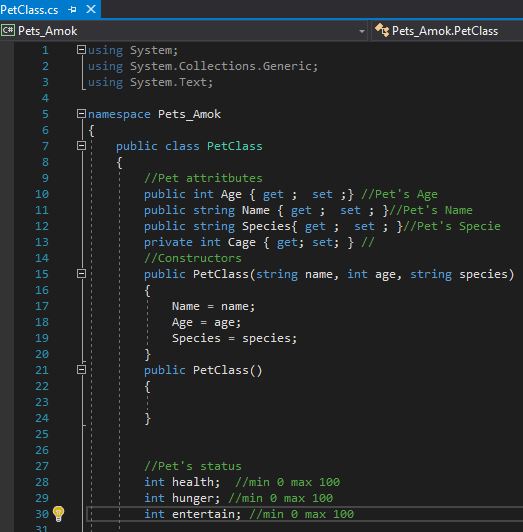 PetClass.cs
C# Pets_Amok Pets_Amok.PetClass
1 using System;
2 using System.Collections.Generic;
3 using System.Text;
4
5 namespace Pets_Amok
6 {
7 public class PetClass
8 {
9 //Pet attritbutes
10 public int Age { get ;  set ;} //Pet's Age
11 public string Name { get ;  set ; }//Pet's Name
12 public string Species{ get ;  set ; }//Pet's Specie
13 private int Cage { get; set; } //
14 //Constructors
15 public PetClass(string name, int age, string species)
16 {
17 Name = name;
18 Age = age;
19 Species = species;
20 }
21 public PetClass()
22 {
23
24 }
25
26
27 //Pet's status
28 int health;  //min 0 max 100
29 int hunger; //min 0 max 100
30 int entertain; //min 0 max 100
31